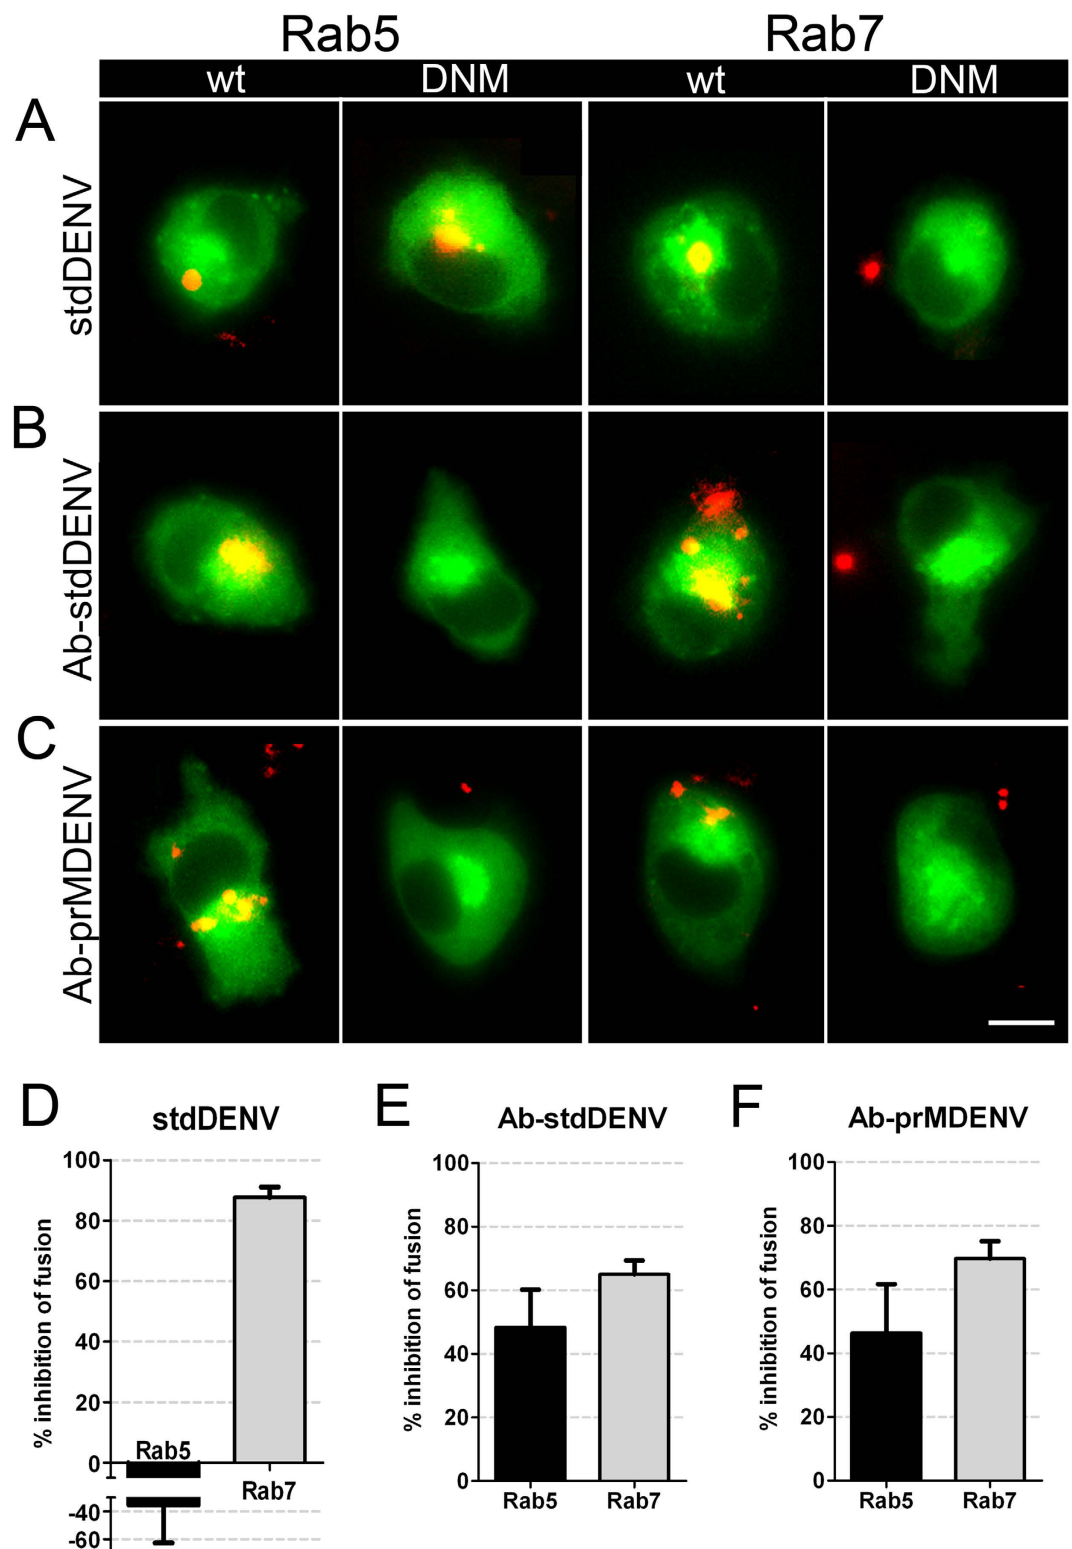 Rab5 Rab7
wt DNM wt DNM
A
stdDENV
B
Ab-stdDENV
C
Ab-prMDENV
D
stdDENV
% inhibition of fusion
100
80
60
40
20
0
-40
-60
Rab5
Rab7
E
Ab-stdDENV
% inhibition of fusion
100
80
60
40
20
0
Rab5 Rab7
F
Ab-prMDENV
% inhibition of fusion
100
80
60
40
20
0
Rab5 Rab7